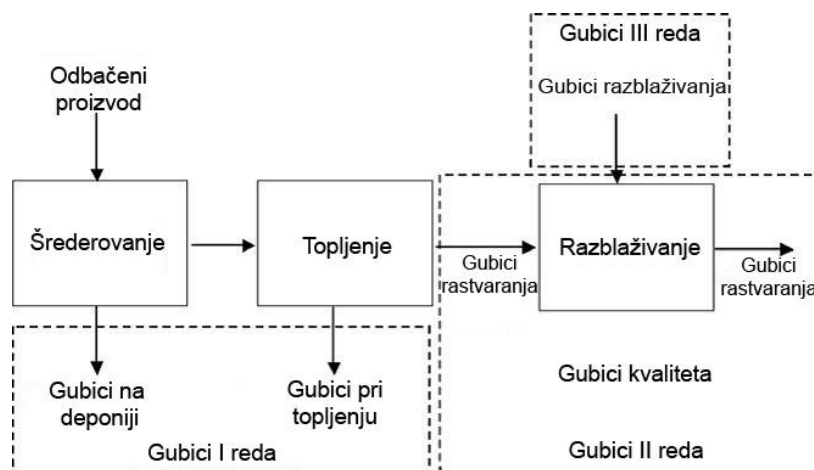 Gubici III reda
Gubici razblaživanja
Odbačeni
proizvod
Šrederovanje
Topljenje
Gubici
rastvaranja
Razblaživanje
Gubici
rastvaranja
Gubici na
deponiji
Gubici pri
topljenju
Gubici I reda
Gubici kvaliteta
Gubici II reda